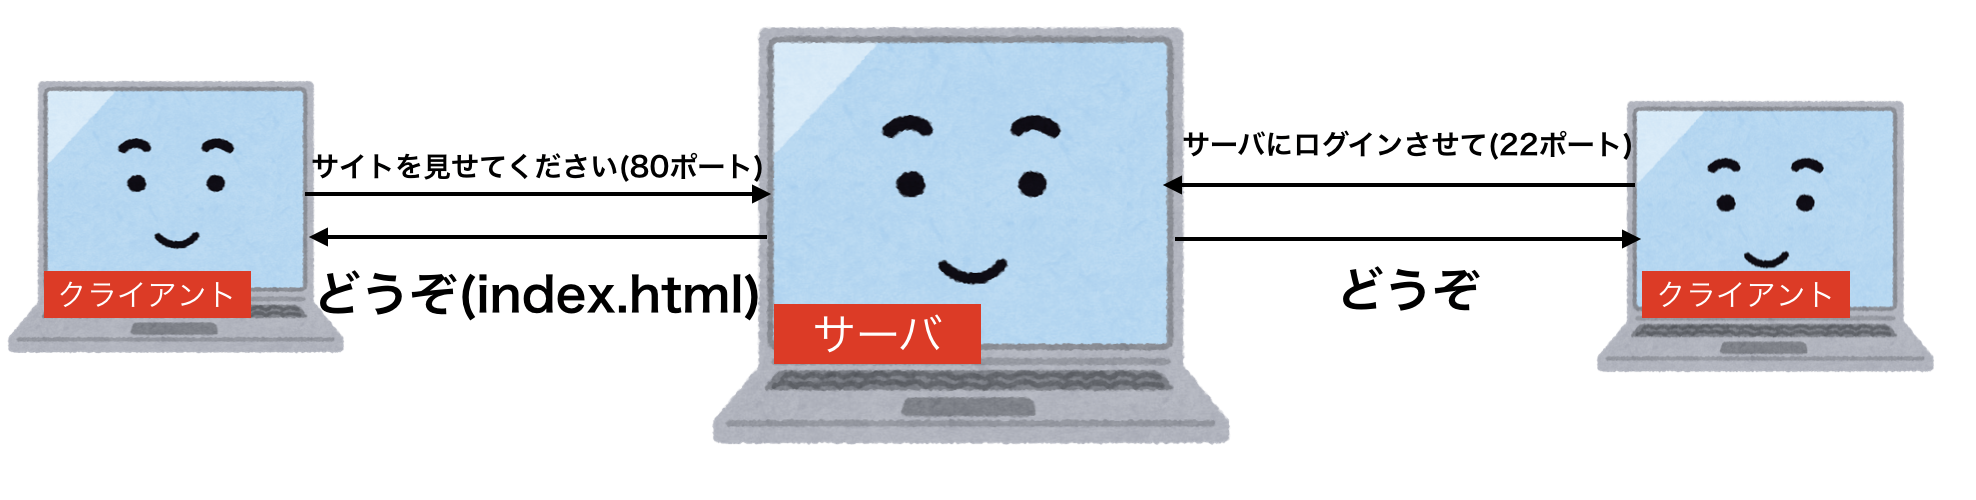 サイトを見せてください(80ポート)
どうぞ(index.html)
クライアント
サーバ
サーバにログインさせて(22ポート)
どうぞ
クライアント